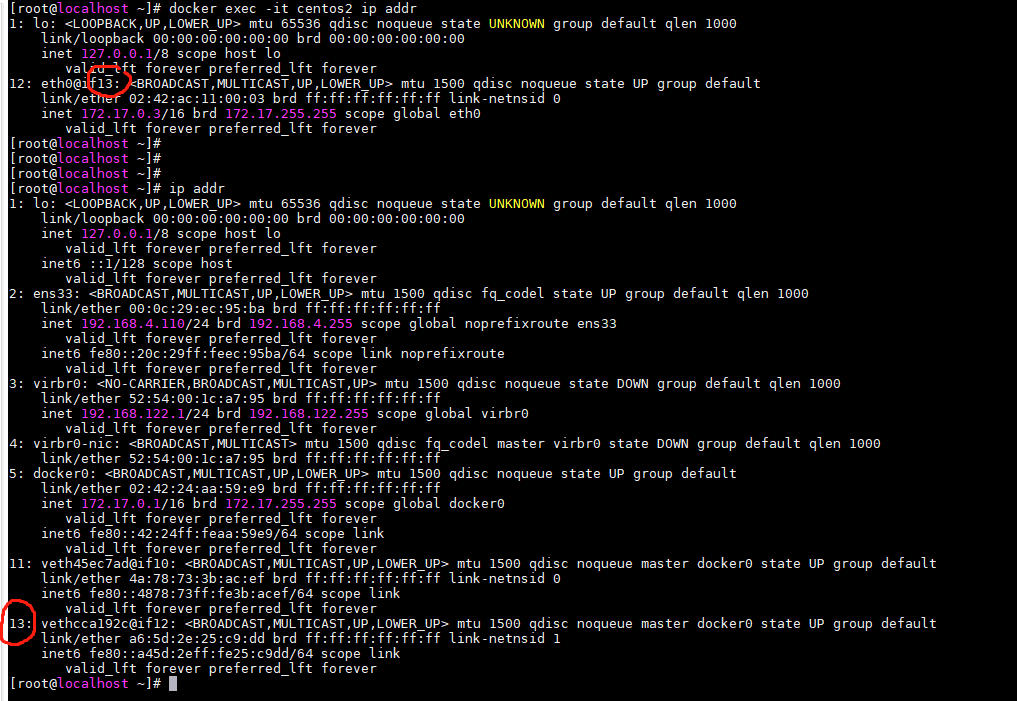 [root@localhost ~]# docker exec -it centos2 ip addr
1: lo: <LOOPBACK,UP,LOWER_UP> mtu 65536 qdisc noqueue state UNKNOWN group default qlen 1000
    link/loopback 00:00:00:00:00:00 brd 00:00:00:00:00:00
    inet 127.0.0.1/8 scope host lo
       valid_lft forever preferred_lft forever
12: eth0@if13: <BROADCAST,MULTICAST,UP,LOWER_UP> mtu 1500 qdisc noqueue state UP group default
    link/ether 02:42:ac:11:00:03 brd ff:ff:ff:ff:ff:ff link-netnsid 0
    inet 172.17.0.3/16 brd 172.17.255.255 scope global eth0
       valid_lft forever preferred_lft forever
[root@localhost ~]#
[root@localhost ~]#
[root@localhost ~]#
[root@localhost ~]# ip addr
1: lo: <LOOPBACK,UP,LOWER_UP> mtu 65536 qdisc noqueue state UNKNOWN group default qlen 1000
    link/loopback 00:00:00:00:00:00 brd 00:00:00:00:00:00
    inet 127.0.0.1/8 scope host lo
       valid_lft forever preferred_lft forever
    inet6 ::1/128 scope host
       valid_lft forever preferred_lft forever
2: ens33: <BROADCAST,MULTICAST,UP,LOWER_UP> mtu 1500 qdisc fq_codel state UP group default qlen 1000
    link/ether 00:0c:29:ec:95:ba brd ff:ff:ff:ff:ff:ff
    inet 192.168.4.110/24 brd 192.168.4.255 scope global noprefixroute ens33
       valid_lft forever preferred_lft forever
    inet6 fe80::20c:29ff:feec:95ba/64 scope link noprefixroute
       valid_lft forever preferred_lft forever
3: virbr0: <NO-CARRIER,BROADCAST,MULTICAST,UP> mtu 1500 qdisc noqueue state DOWN group default qlen 1000
    link/ether 52:54:00:1c:a7:95 brd ff:ff:ff:ff:ff:ff
    inet 192.168.122.1/24 brd 192.168.122.255 scope global virbr0
       valid_lft forever preferred_lft forever
4: virbr0-nic: <BROADCAST,MULTICAST> mtu 1500 qdisc fq_codel master virbr0 state DOWN group default qlen 1000
    link/ether 52:54:00:1c:a7:95 brd ff:ff:ff:ff:ff:ff
5: docker0: <BROADCAST,MULTICAST,UP,LOWER_UP> mtu 1500 qdisc noqueue state UP group default
    link/ether 02:42:24:aa:59:e9 brd ff:ff:ff:ff:ff:ff
    inet 172.17.0.1/16 brd 172.17.255.255 scope global docker0
       valid_lft forever preferred_lft forever
    inet6 fe80::42:24ff:feaa:59e9/64 scope link
       valid_lft forever preferred_lft forever
11: veth45ec7ad@if10: <BROADCAST,MULTICAST,UP,LOWER_UP> mtu 1500 qdisc noqueue master docker0 state UP group default
    link/ether 4a:78:73:3b:ac:ef brd ff:ff:ff:ff:ff:ff link-netnsid 0
    inet6 fe80::4878:73ff:fe3b:acef/64 scope link
       valid_lft forever preferred_lft forever
13: vethcca192c@if12: <BROADCAST,MULTICAST,UP,LOWER_UP> mtu 1500 qdisc noqueue master docker0 state UP group default
    link/ether a6:5d:2e:25:c9:dd brd ff:ff:ff:ff:ff:ff link-netnsid 1
    inet6 fe80::a45d:2eff:fe25:c9dd/64 scope link
       valid_lft forever preferred_lft forever
[root@localhost ~]#